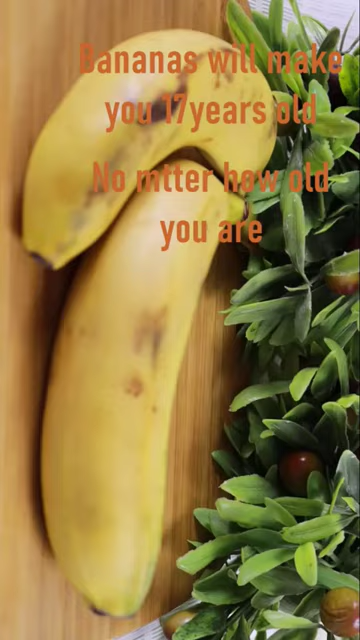 Bananas will make
you 17years old
No mtter how old
you are